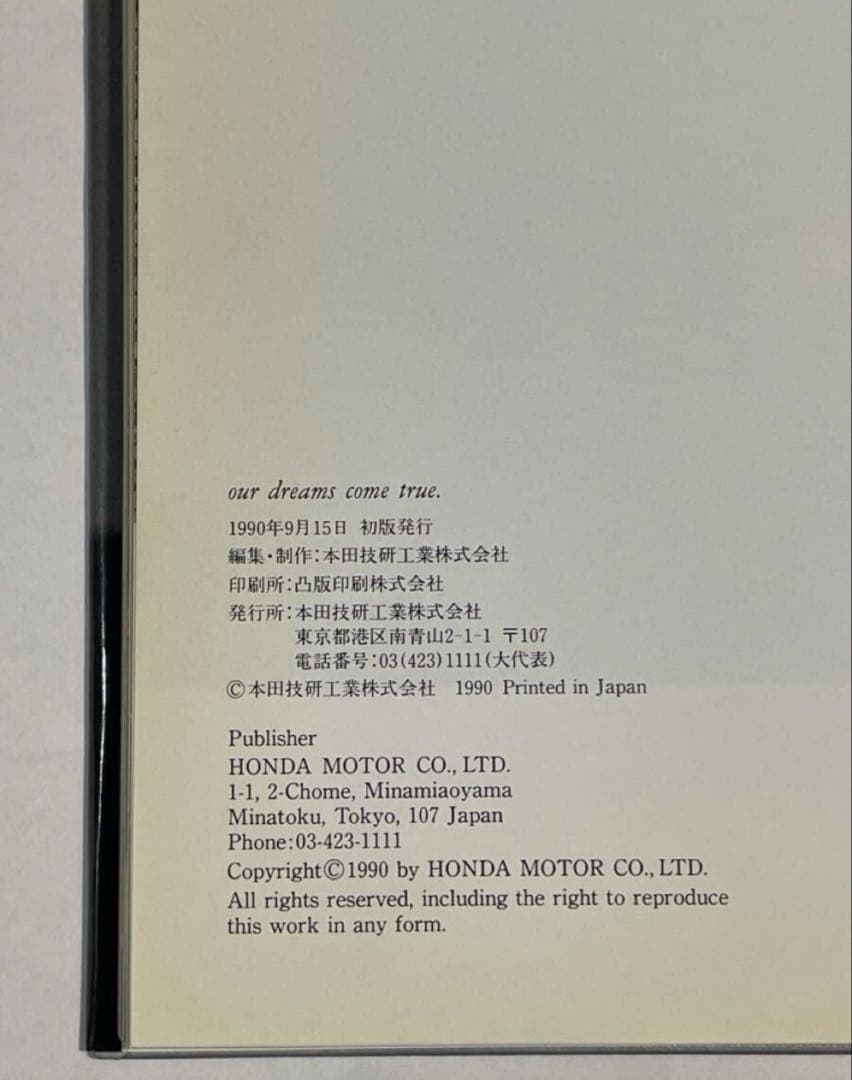 our dreams come true.
1990年9月15日 初版発行
編集・制作:本田技研工業株式会社
印刷所:凸版印刷株式会社
発行所:本田技研工業株式会社
東京都港区南青山2-1-1 〒107
電話番号:03(423)1111(大代表)
©本田技研工業株式会社 1990 Printed in Japan
Publisher
HONDA MOTOR CO., LTD.
1-1, 2-Chome, Minamiaoyama
Minatoku, Tokyo, 107 Japan
Phone:03-423-1111
Copyright©1990 by HONDA MOTOR CO., LTD.
All rights reserved, including the right to reproduce
this work in any form.